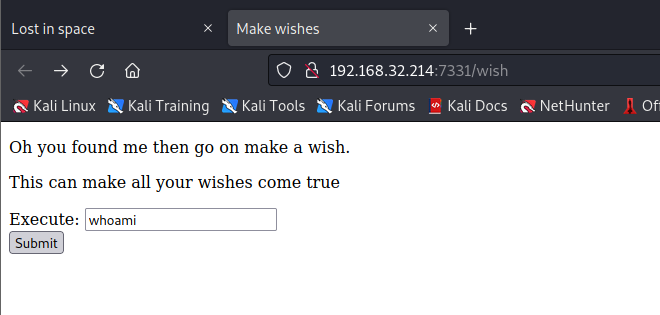 Lost in space
Make wishes
192.168.32.214:7331/wish
Kali Linux Kali Training Kali Tools Kali Forums Kali Docs NetHunter Of
Oh you found me then go on make a wish.
This can make all your wishes come true
Execute: whoami
Submit